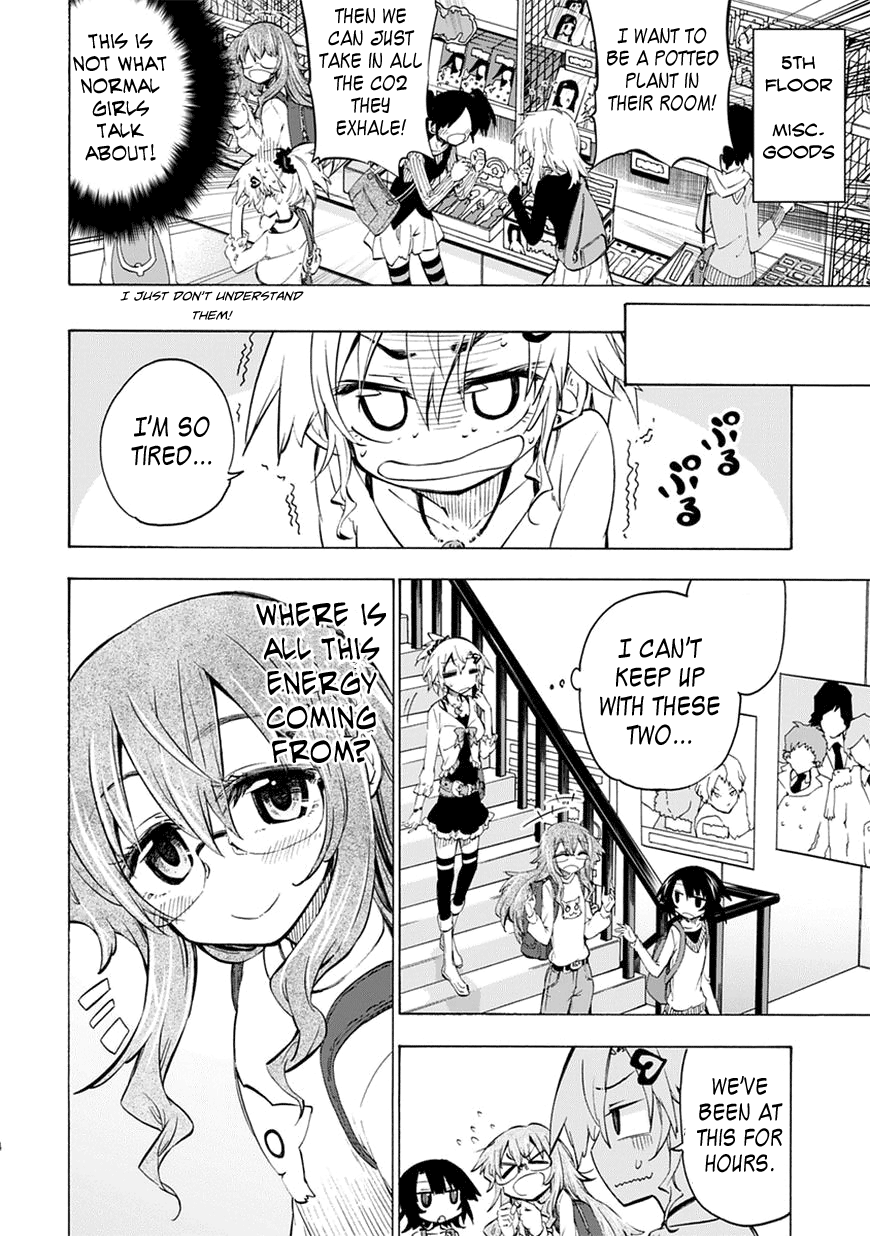 5TH
FLOOR
MISC.
GOODS
I WANT TO
BE A POTTED
PLANT IN
THEIR ROOM!
THEN WE
CAN JUST
TAKE IN ALL
THE CO2
THEY
EXHALE!
THIS IS
NOT WHAT
NORMAL
GIRLS
TALK
ABOUT!
I JUST DON'T UNDERSTAND
THEM!
ぷる
ぷる
I'M SO
TIRED...
I CAN'T
KEEP UP
WITH THESE
TWO...
WE'VE
BEEN AT
THIS FOR
HOURS.
WHERE IS
ALL THIS
ENERGY
COMING
FROM?